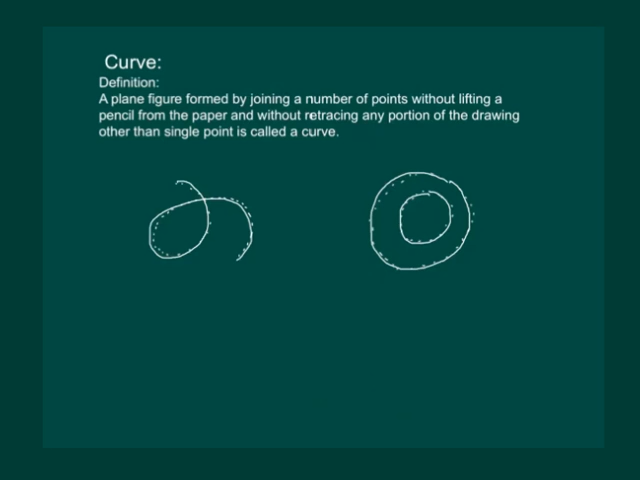 Curve:
Definition:
A plane figure formed by joining a number of points without lifting a
pencil from the paper and without retracing any portion of the drawing
other than single point is called a curve.